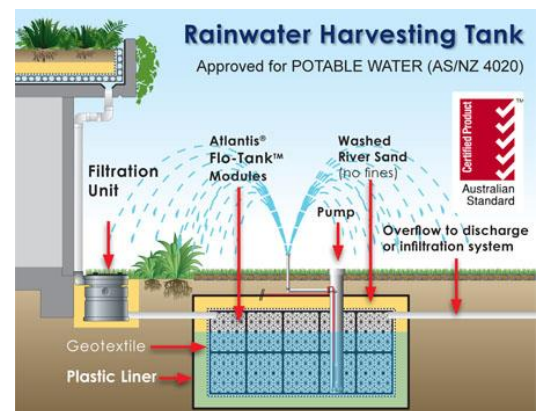 Rainwater Harvesting Tank
Approved for POTABLE WATER (AS/NZ 4020)
Certified Product
TM
Australian
Standard
Atlantis®
Flo-Tank™
Modules
Washed
River Sand
(no fines)
Filtration
Unit
Pump
Overflow to discharge
or infiltration system
Geotextile
Plastic Liner